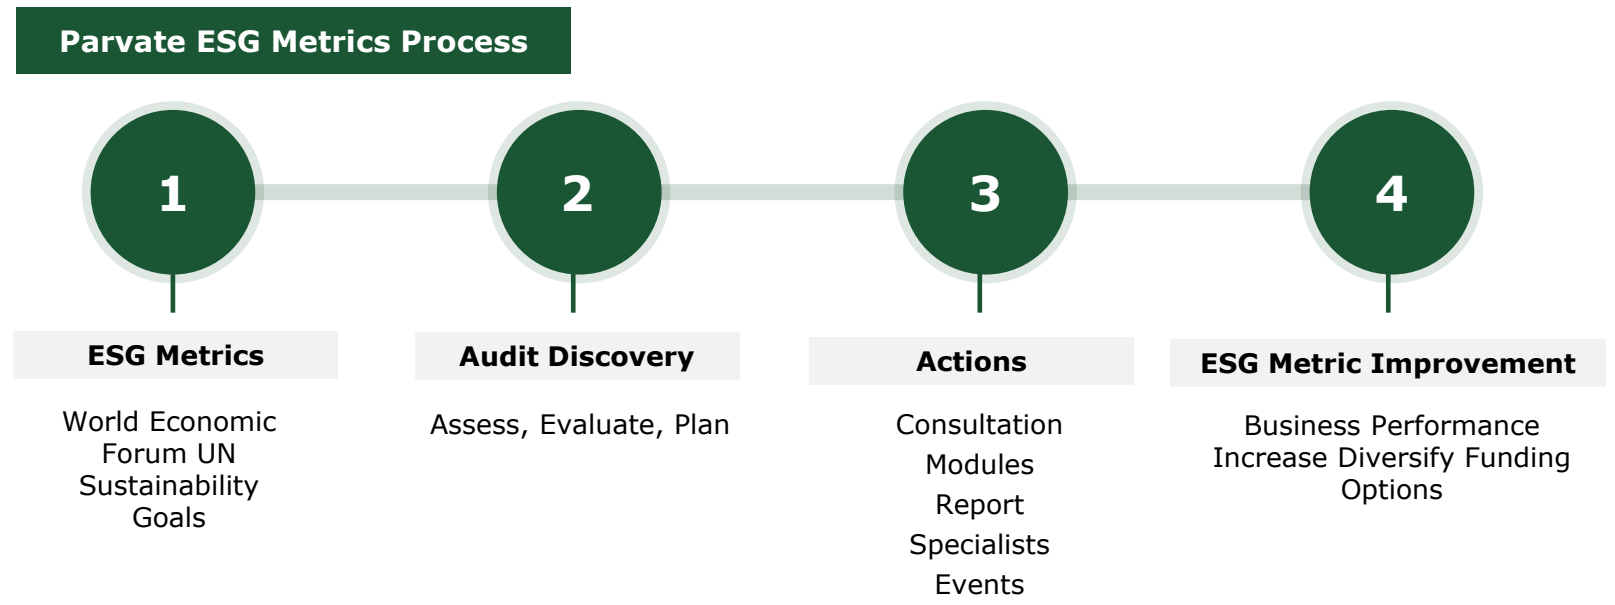 Parvate ESG Metrics Process
1
2
3
4
ESG Metrics
World Economic
Forum UN
Sustainability
Goals
Audit Discovery
Assess, Evaluate, Plan
Actions
Consultation
Modules
Report
Specialists
Events
ESG Metric Improvement
Business Performance
Increase Diversify Funding
Options